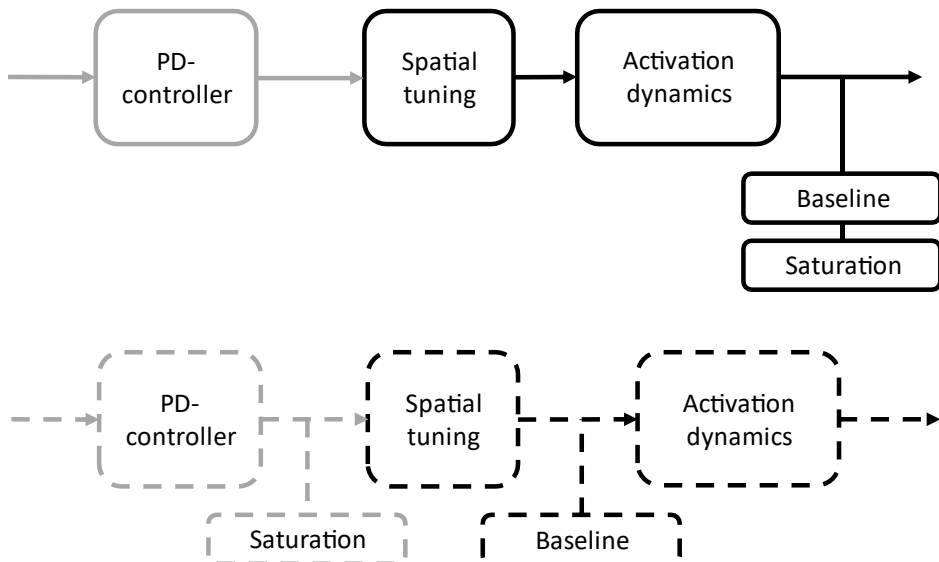 PD-
controller
Spatial
tuning
Activation
dynamics
Baseline
Saturation
PD-
controller
Spatial
tuning
Activation
dynamics
Saturation
Baseline